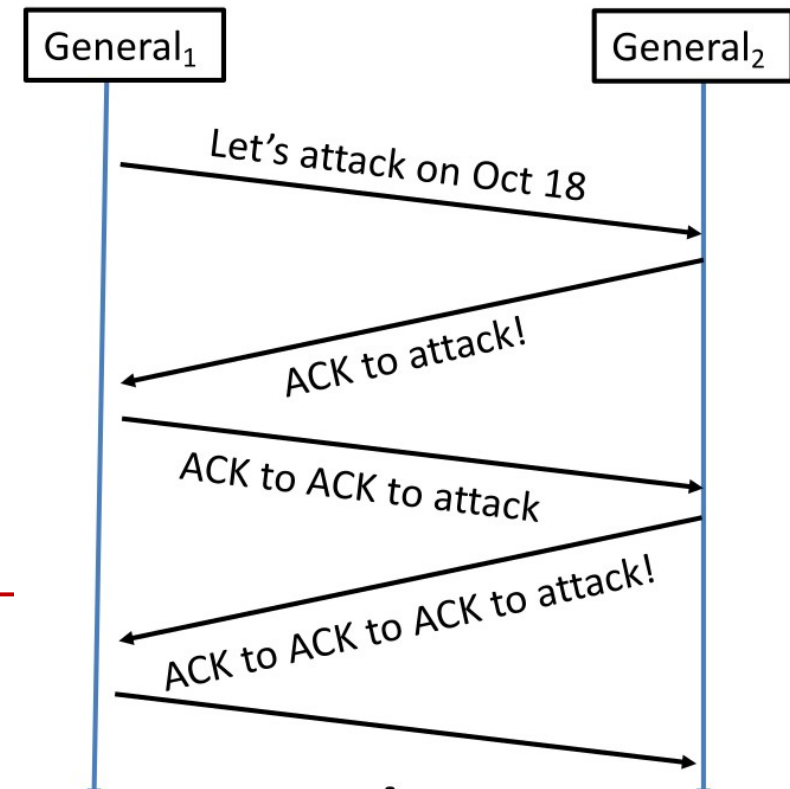 General₁
General₂
Let's attack on Oct 18
ACK to attack!
ACK to ACK to attack
ACK to ACK to ACK to attack!